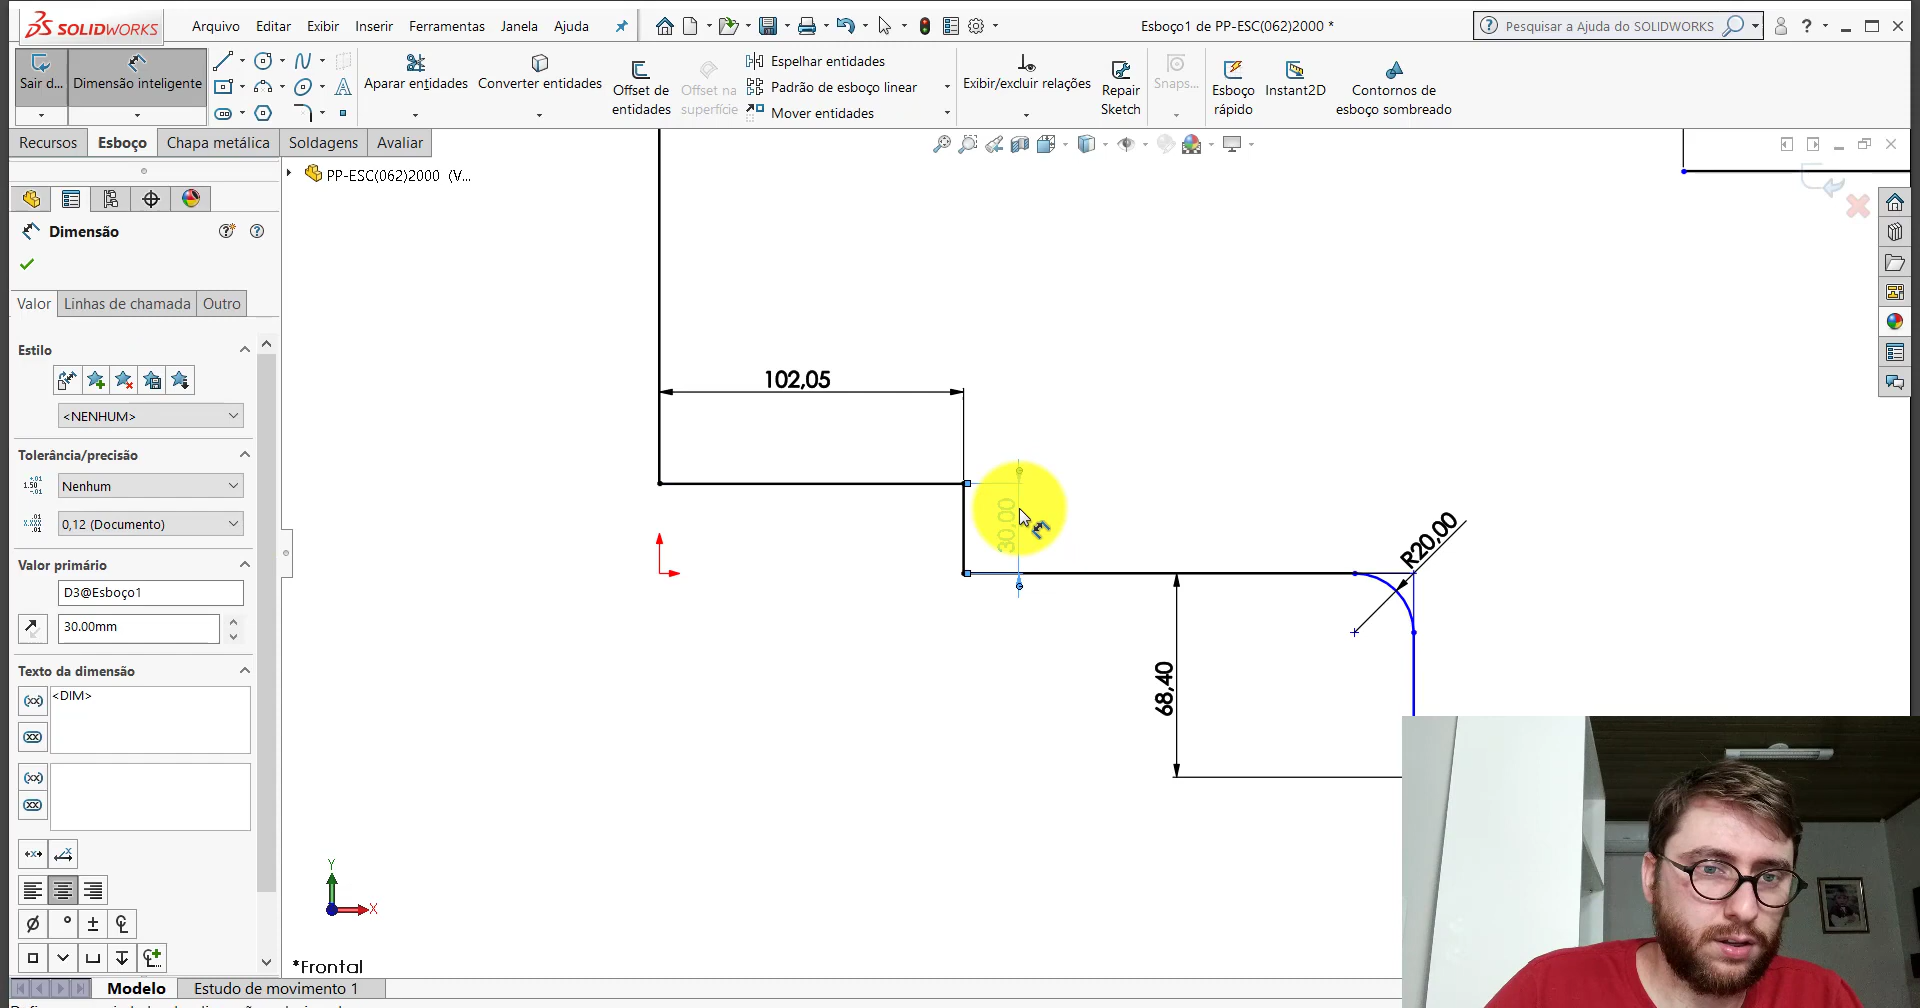 SOLIDWORKS
Arquivo
Editar
Exibir
Inserir
Ferramentas
Janela
Ajuda
Esboço1 de PP-ESC(062)2000 *
Pesquisar a Ajuda do SOLIDWORKS
Sair d...
Dimensão inteligente
Aparar entidades
Converter entidades
Offset de
entidades
Offset na
superfície
Espelhar entidades
Padrão de esboço linear
Mover entidades
Exibir/excluir relações
Repair
Sketch
Snaps...
Esboço
rápido
Instant2D
Contornos de
esboço sombreado
Recursos
Esboço
Chapa metálica
Soldagens
Avaliar
PP-ESC(062)2000 (V...
Dimensão
Valor
Linhas de chamada
Outro
Estilo
<NENHUM>
Tolerância/precisão
Nenhum
0,12 (Documento)
Valor primário
D3@Esboço1
30.00mm
Texto da dimensão
<DIM>
102,05
30,00
R20,00
68,40
Y
X
*Frontal
Modelo
Estudo de movimento 1